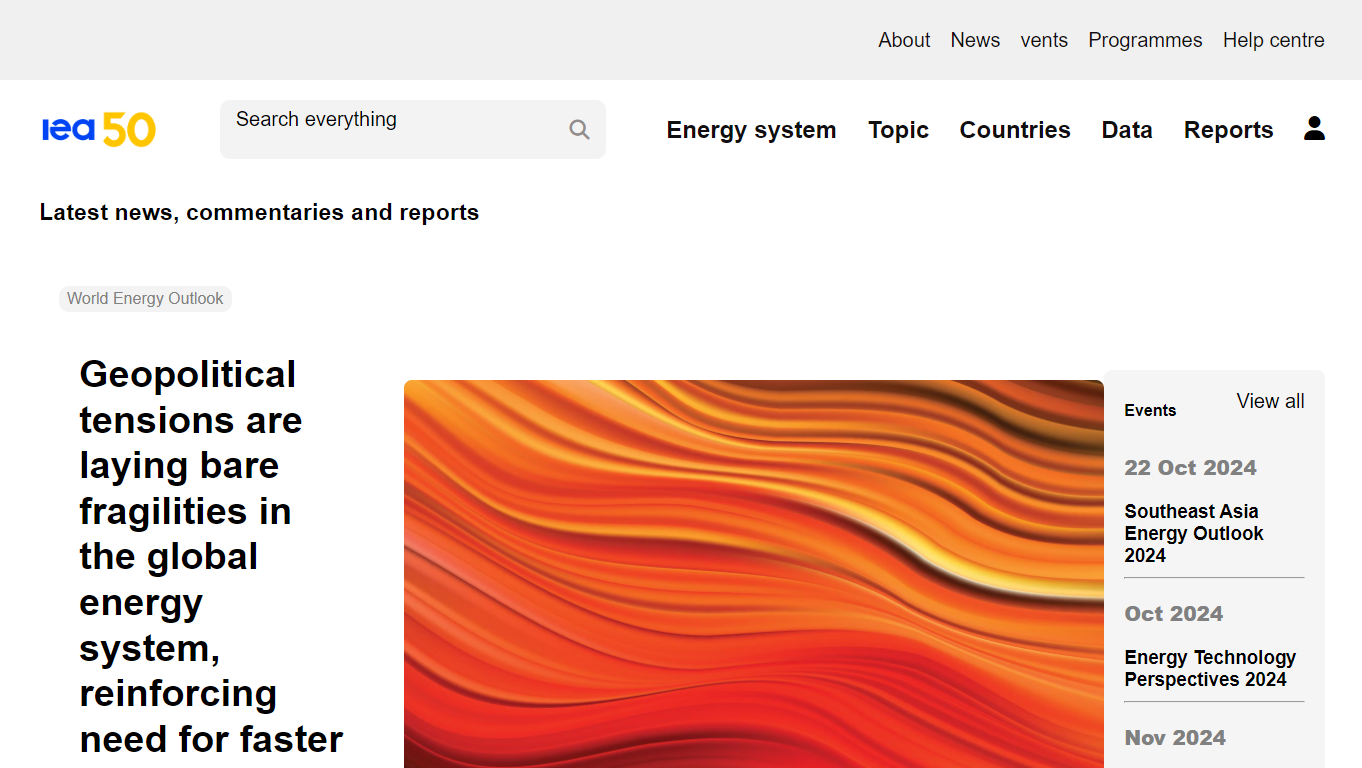 About News vents Programmes Help centre
iea 50
Search everything
Energy system Topic Countries Data Reports
Latest news, commentaries and reports
World Energy Outlook
Geopolitical
tensions are
laying bare
fragilities in
the global
energy
system,
reinforcing
need for faster
Events
View all
22 Oct 2024
Southeast Asia
Energy Outlook
2024
Oct 2024
Energy Technology
Perspectives 2024
Nov 2024